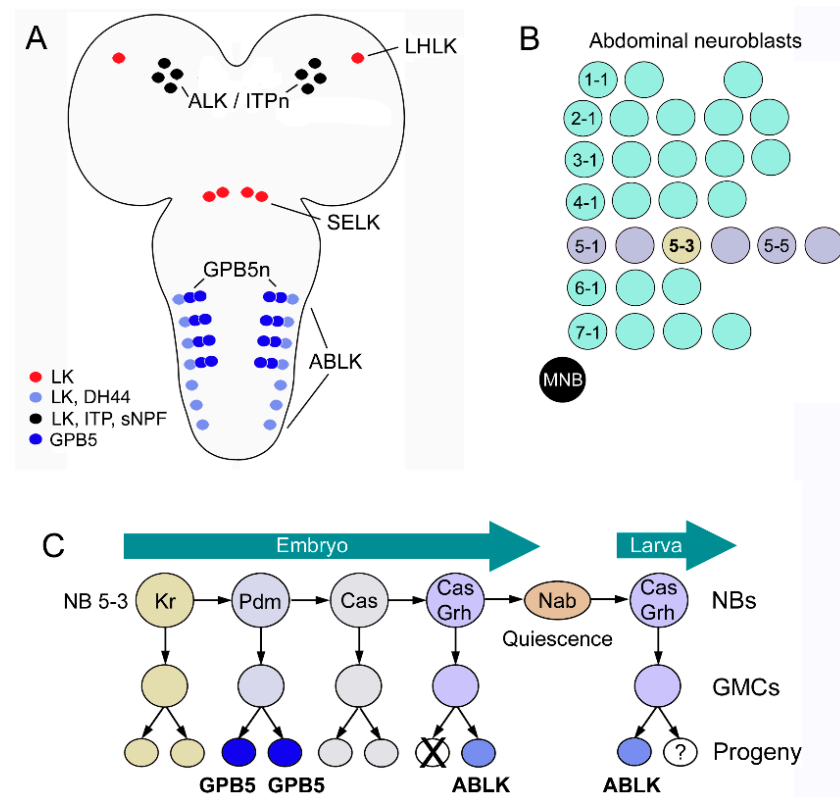 A
LHLK
ALK / ITPn
SELK
GPB5n
ABLK
LK
LK, DH44
LK, ITP, sNPF
GPB5
B
Abdominal neuroblasts
1-1
2-1
3-1
4-1
5-1 5-3 5-5
6-1
7-1
MNB
C
Embryo Larva
NB 5-3 Kr Pdm Cas Cas Grh Nab Cas Grh NBs
Quiescence
GMCs
X ? Progeny
GPB5 GPB5 ABLK ABLK